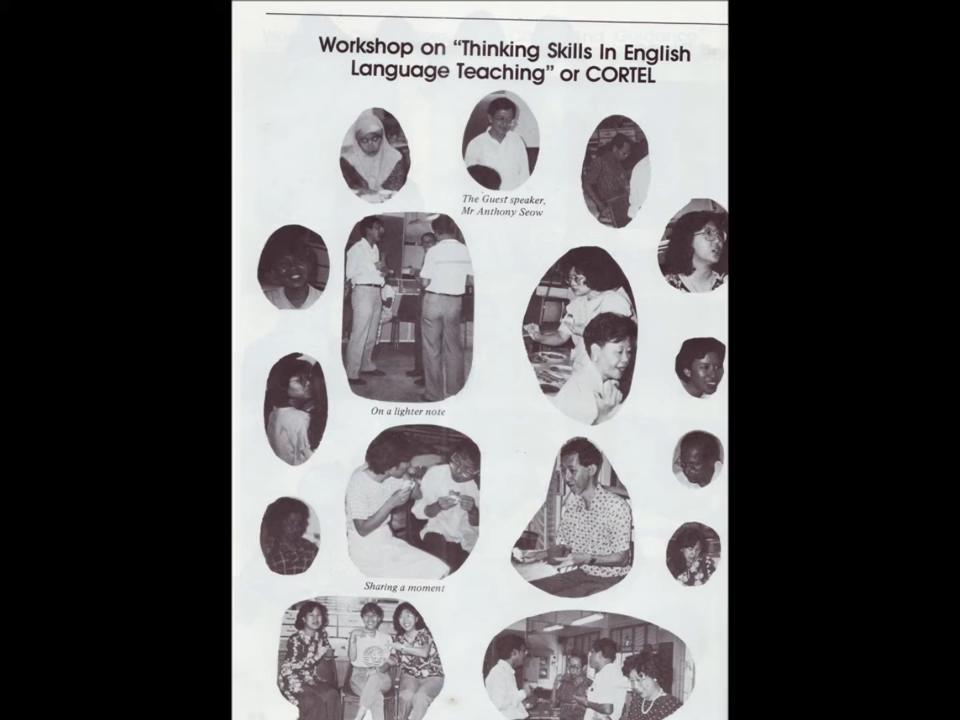 Workshop on “Thinking Skills In English
Language Teaching” or CORTEL
The Guest speaker,
Mr Anthony Seow
On a lighter note
Sharing a moment